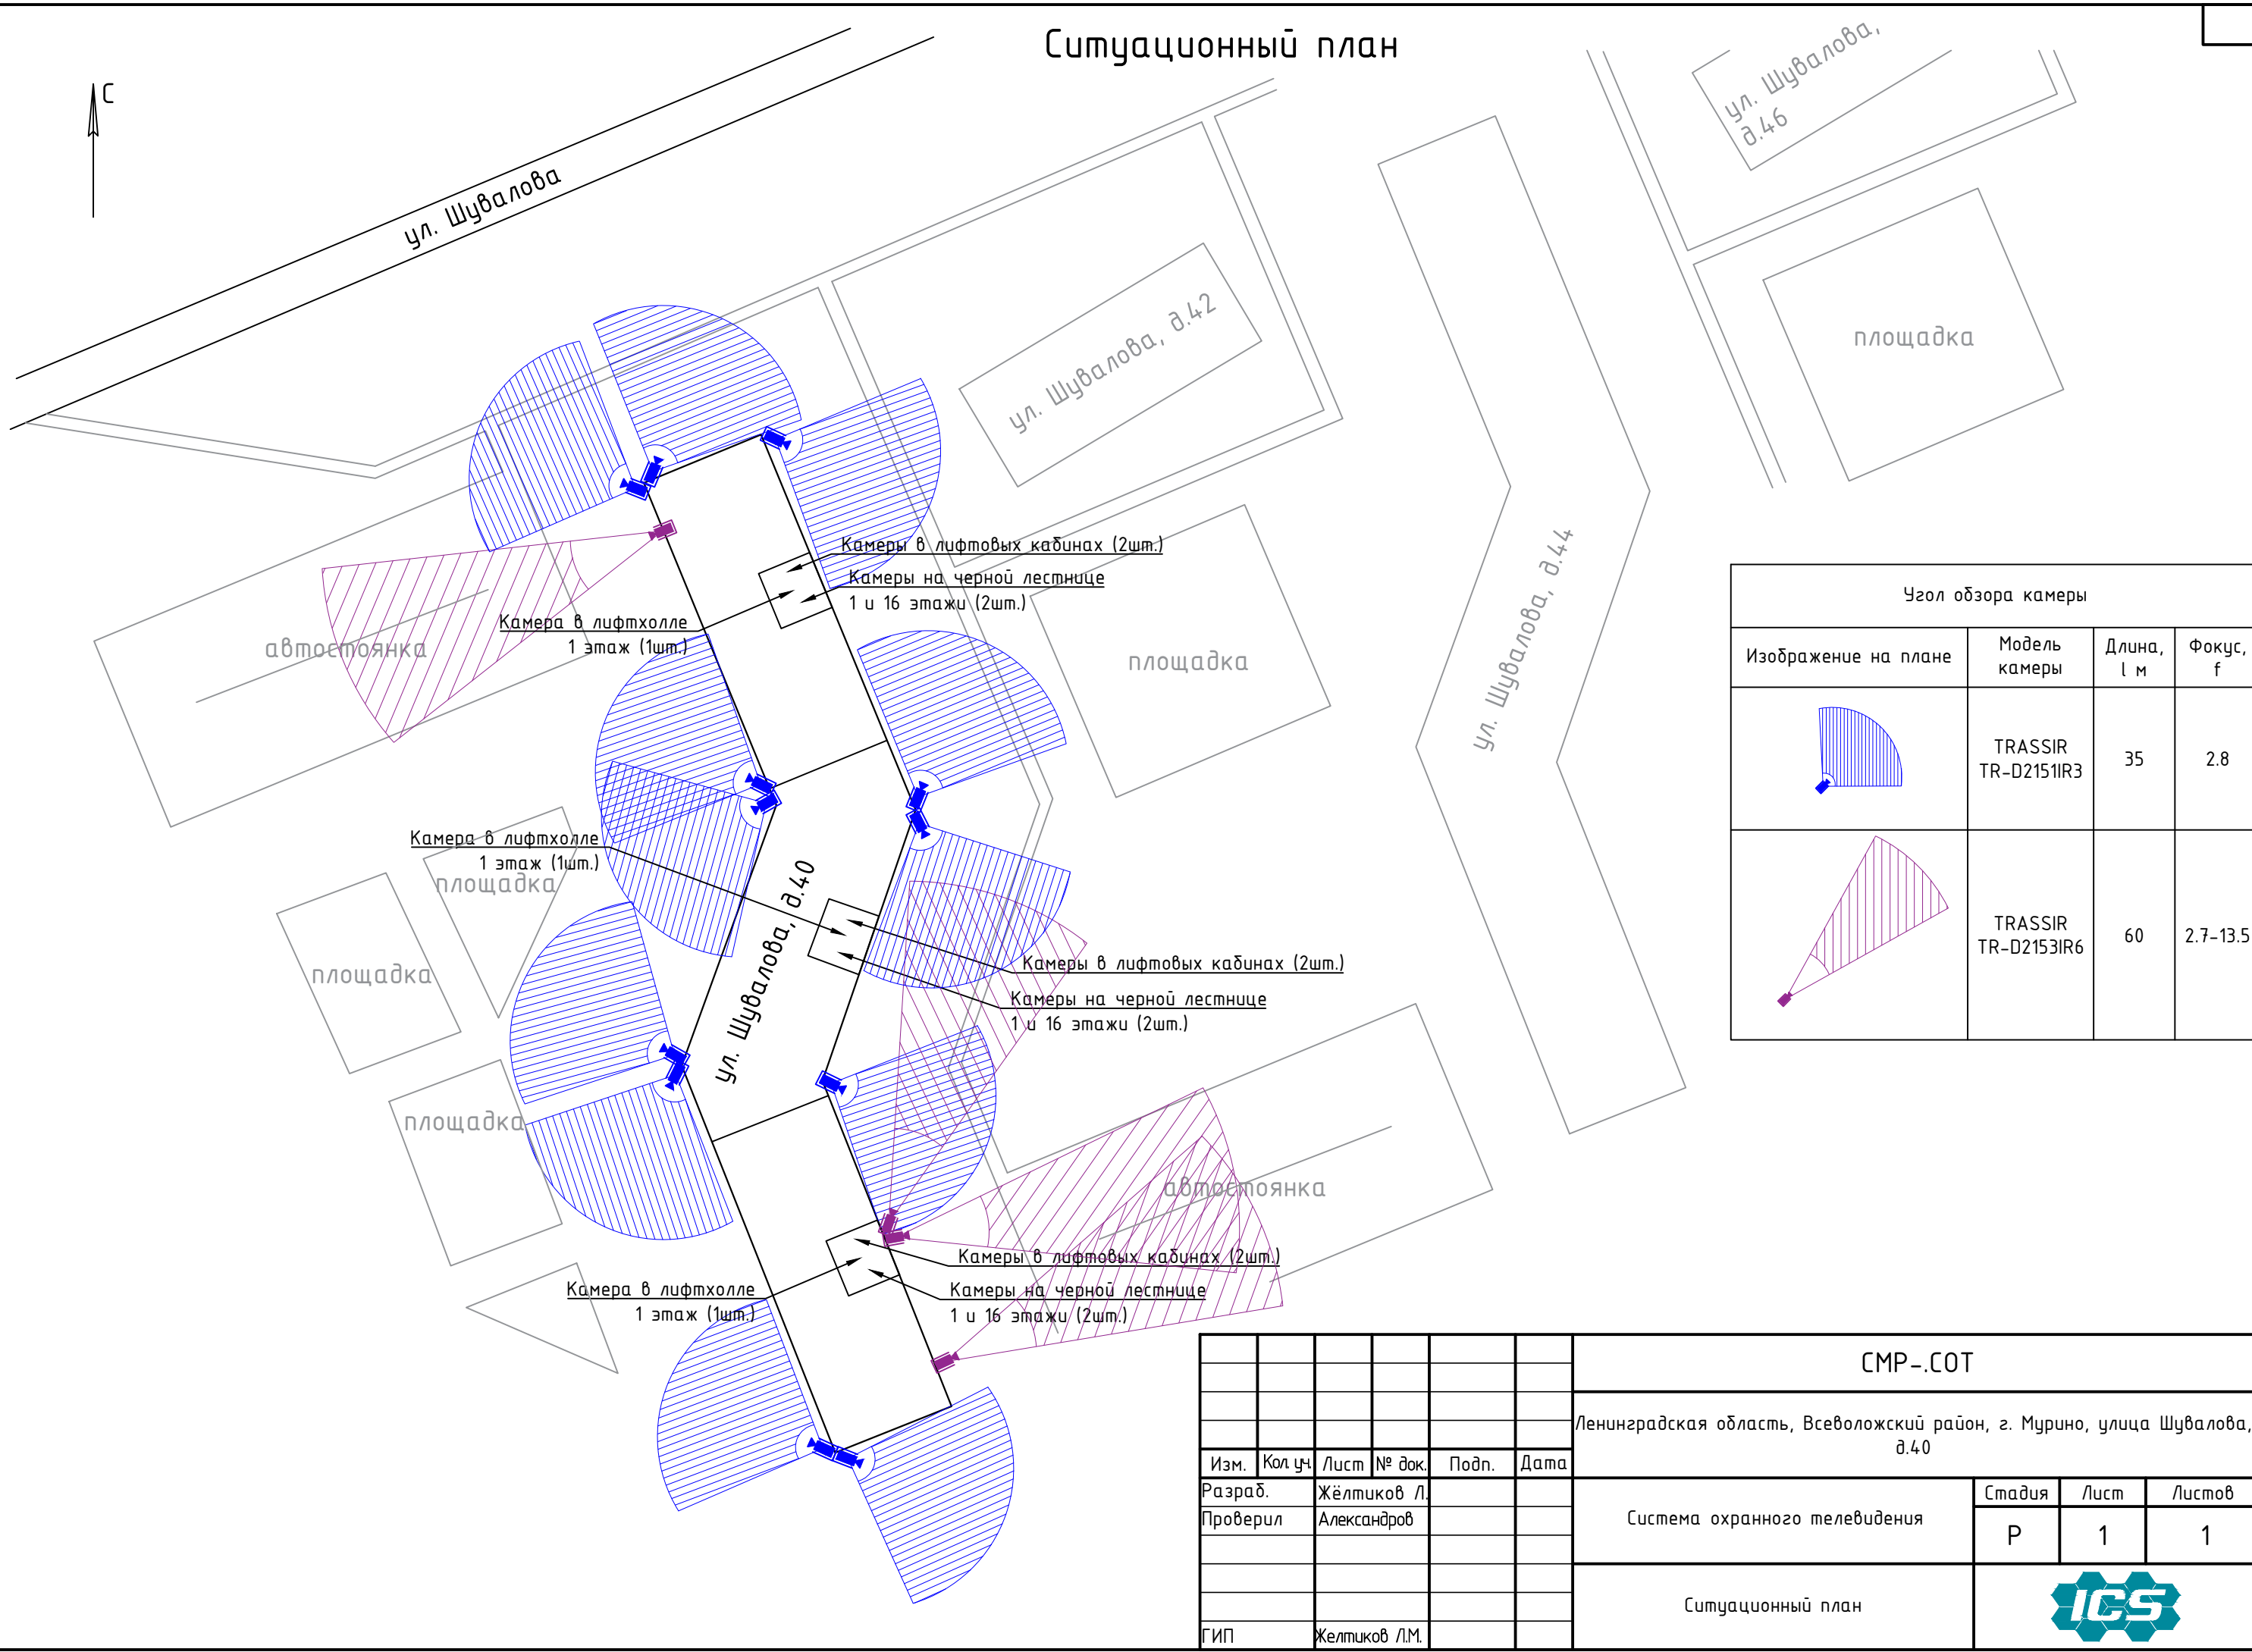 Ситуационный план
С
ул. Шувалова
ул. Шувалова,
д.46
ул. Шувалова, д.42
площадка
ул. Шувалова, д.44
Камеры в лифтовых кабинах (2шт.)
Камеры на черной лестнице
1 и 16 этажи (2шт.)
Камера в лифтхолле
1 этаж (1шт.)
автостоянка
площадка
Камера в лифтхолле
1 этаж (1шт.)
площадка
площадка
площадка
ул. Шувалова, д.40
Камеры в лифтовых кабинах (2шт.)
Камеры на черной лестнице
1 и 16 этажи (2шт.)
автостоянка
Камеры в лифтовых кабинах (2шт.)
Камеры на черной лестнице
1 и 16 этажи (2шт.)
Камера в лифтхолле
1 этаж (1шт.)
Угол обзора камеры
Изображение на плане
Модель
камеры
Длина,
l м
Фокус,
f
TRASSIR
TR-D2151IR3
35
2.8
TRASSIR
TR-D2153IR6
60
2.7-13.5
СМР-.СОТ
Ленинградская область, Всеволожский район, г. Мурино, улица Шувалова,
д.40
Изм.
Кол. уч.
Лист
№ док.
Подп.
Дата
Разраб.
Жёлтиков Л.
Проверил
Александров
ГИП
Желтиков Л.М.
Система охранного телевидения
Стадия
Лист
Листов
Р
1
1
Ситуационный план
ICS